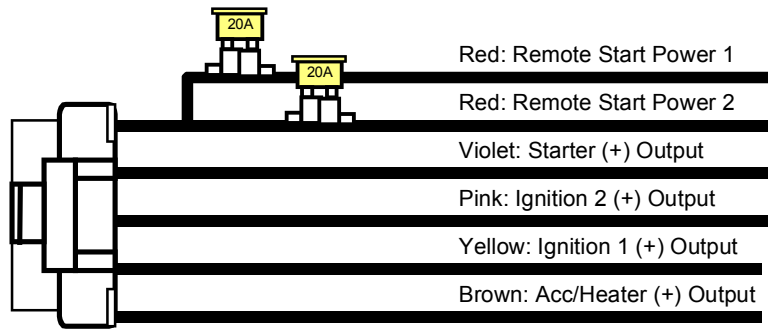 20A
20A
Red: Remote Start Power 1
Red: Remote Start Power 2
Violet: Starter (+) Output
Pink: Ignition 2 (+) Output
Yellow: Ignition 1 (+) Output
Brown: Acc/Heater (+) Output